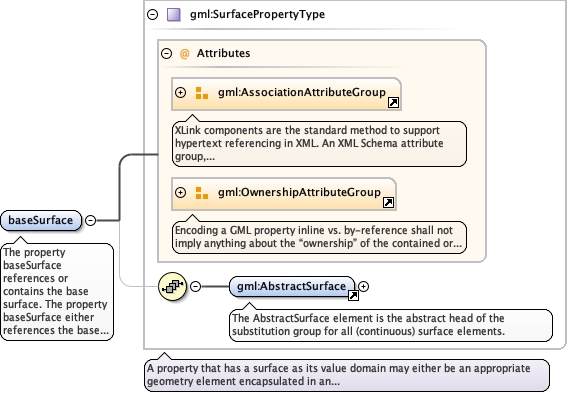 gml:SurfacePropertyType
@ Attributes
gml:AssociationAttributeGroup
XLink components are the standard method to support
hypertext referencing in XML. An XML Schema attribute
group,...
gml:OwnershipAttributeGroup
Encoding a GML property inline vs. by-reference shall not
imply anything about the “ownership” of the contained or...
baseSurface
The property
baseSurface
references or
contains the base
surface. The property
baseSurface either
references the base...
gml:AbstractSurface
The AbstractSurface element is the abstract head of the
substitution group for all (continuous) surface elements.
A property that has a surface as its value domain may either be an appropriate
geometry element encapsulated in an...